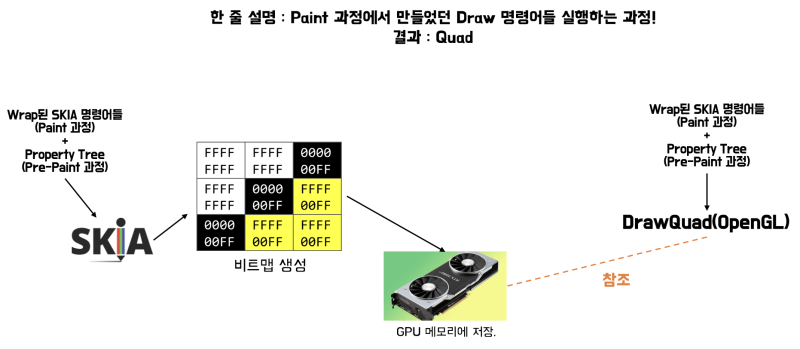 한 줄 설명 : Paint 과정에서 만들었던 Draw 명령어들 실행하는 과정!
결과 : Quad
Wrap된 SKIA 명령어들
(Paint 과정)
+
Property Tree
(Pre-Paint 과정)
SKiA
FFFF FFFF 0000
FFFF FFFF 00FF
FFFF 0000 FFFF
FFFF 00FF 00FF
0000 FFFF FFFF
00FF 00FF 00FF
비트맵 생성
GPU 메모리에 저장.
Wrap된 SKIA 명령어들
(Paint 과정)
+
Property Tree
(Pre-Paint 과정)
DrawQuad(OpenGL)
참조